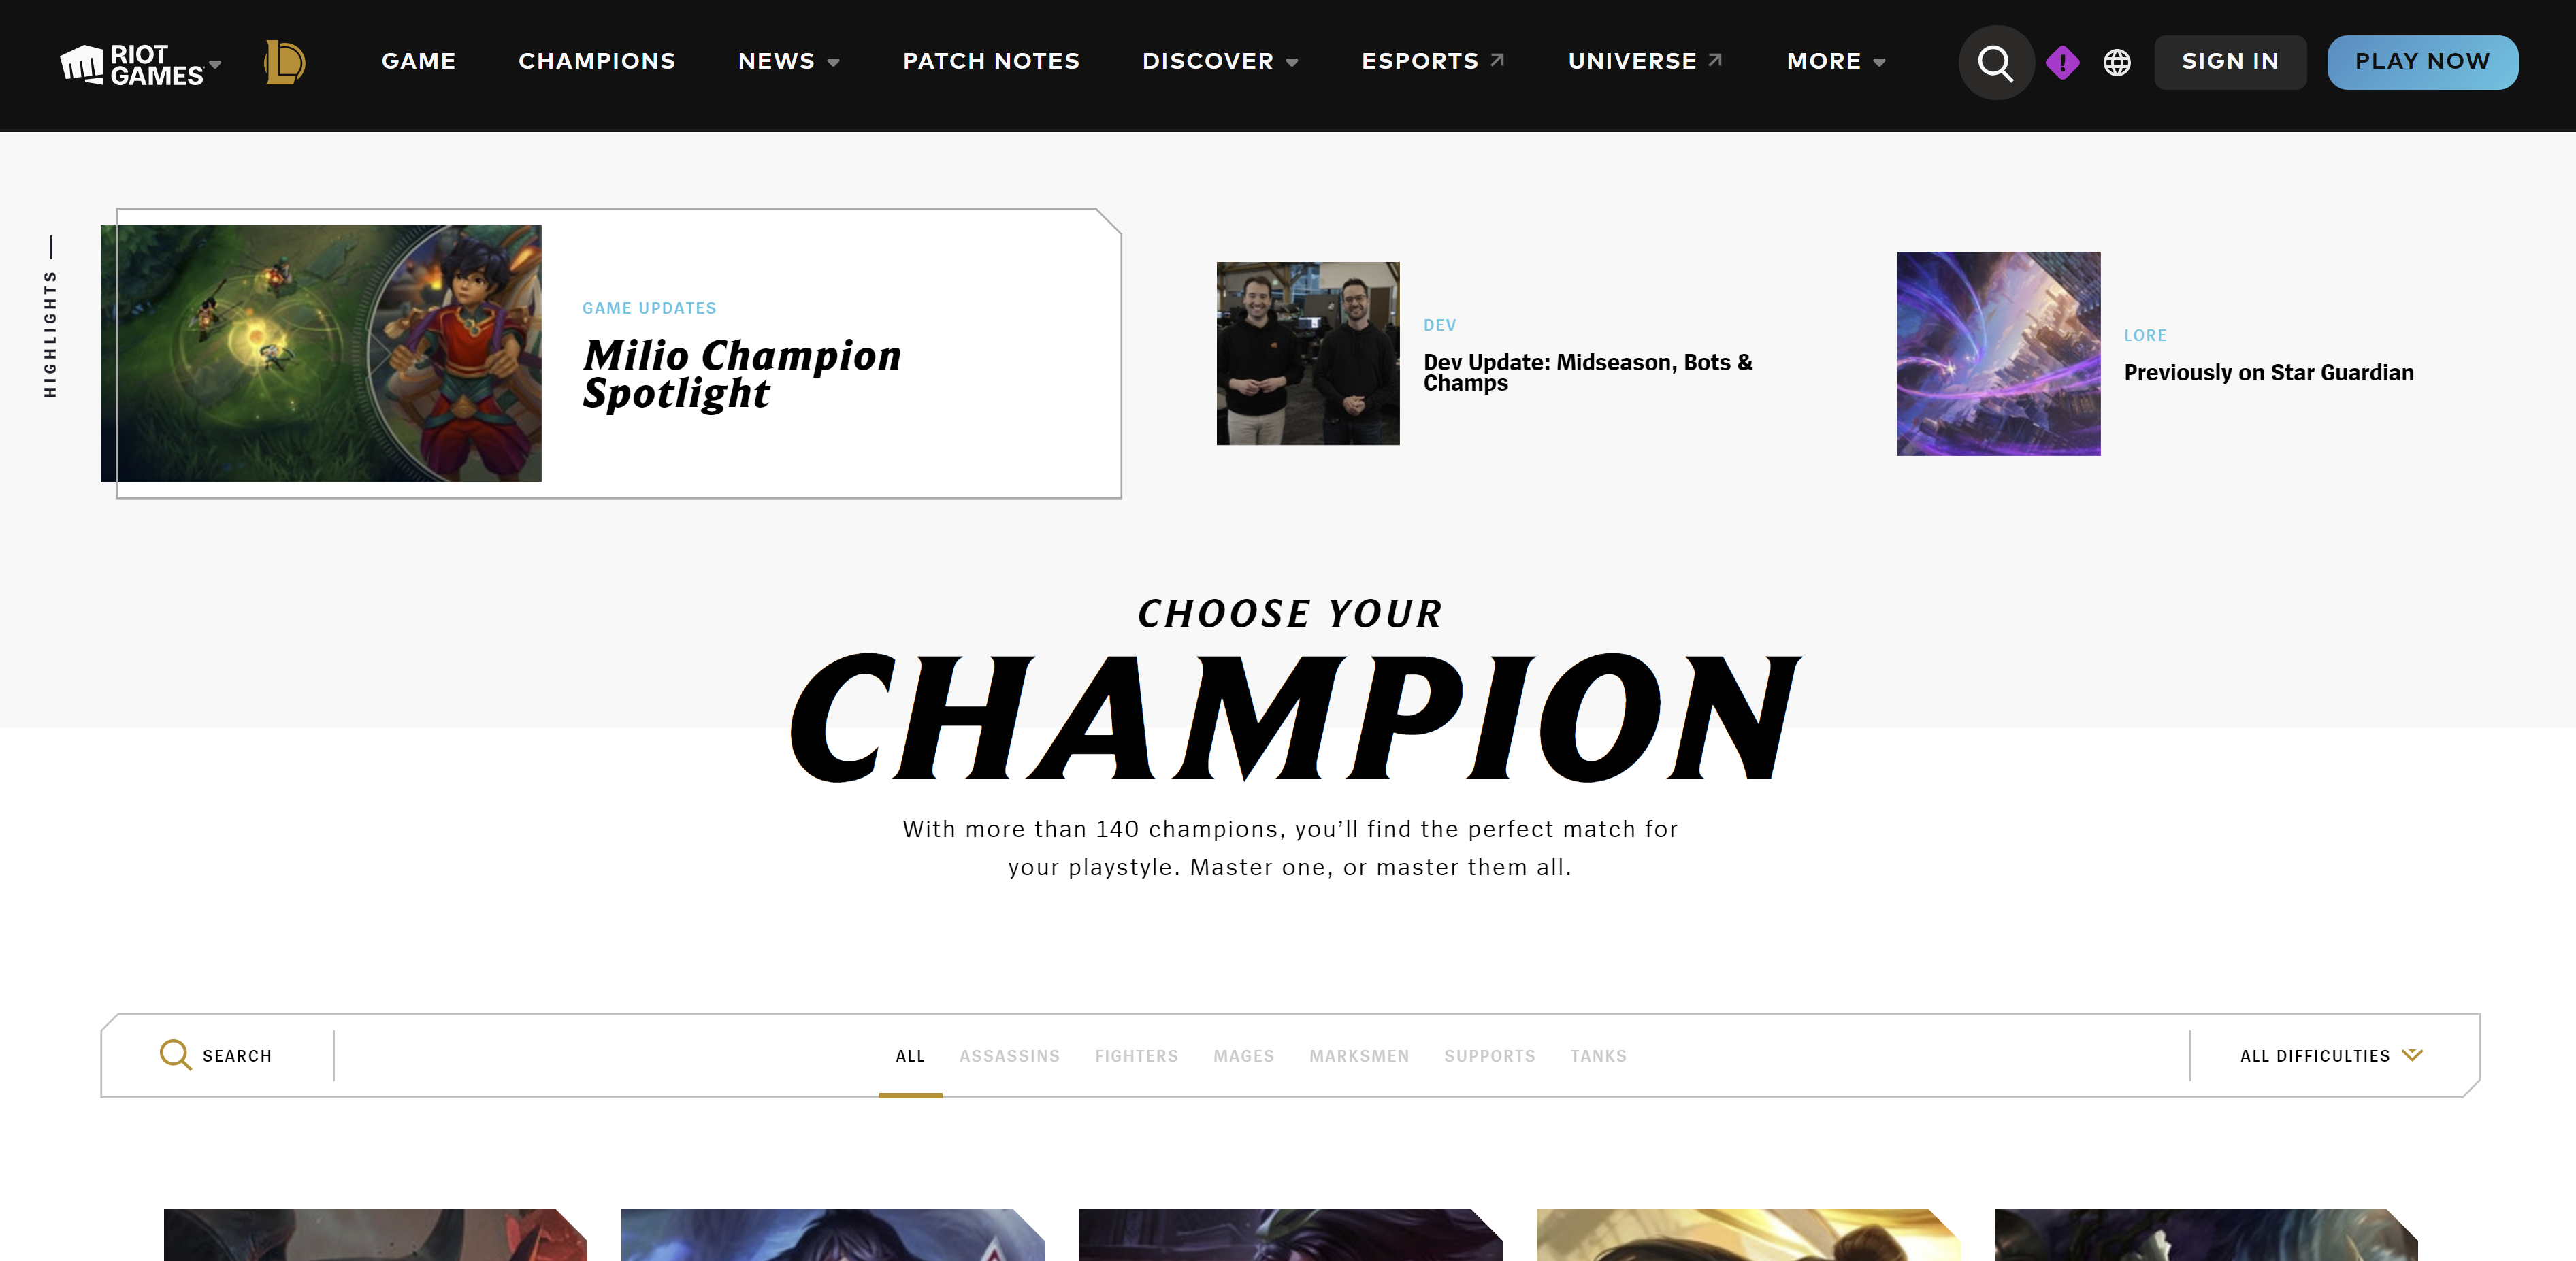 RIOT GAMES
GAME
CHAMPIONS
NEWS
PATCH NOTES
DISCOVER
ESPORTS
UNIVERSE
MORE
SIGN IN
PLAY NOW
HIGHLIGHTS
GAME UPDATES
Milio Champion
Spotlight
DEV
Dev Update: Midseason, Bots &
Champs
LORE
Previously on Star Guardian
CHOOSE YOUR
CHAMPION
With more than 140 champions, you’ll find the perfect match for
your playstyle. Master one, or master them all.
SEARCH
ALL
ASSASSINS
FIGHTERS
MAGES
MARKSMEN
SUPPORTS
TANKS
ALL DIFFICULTIES